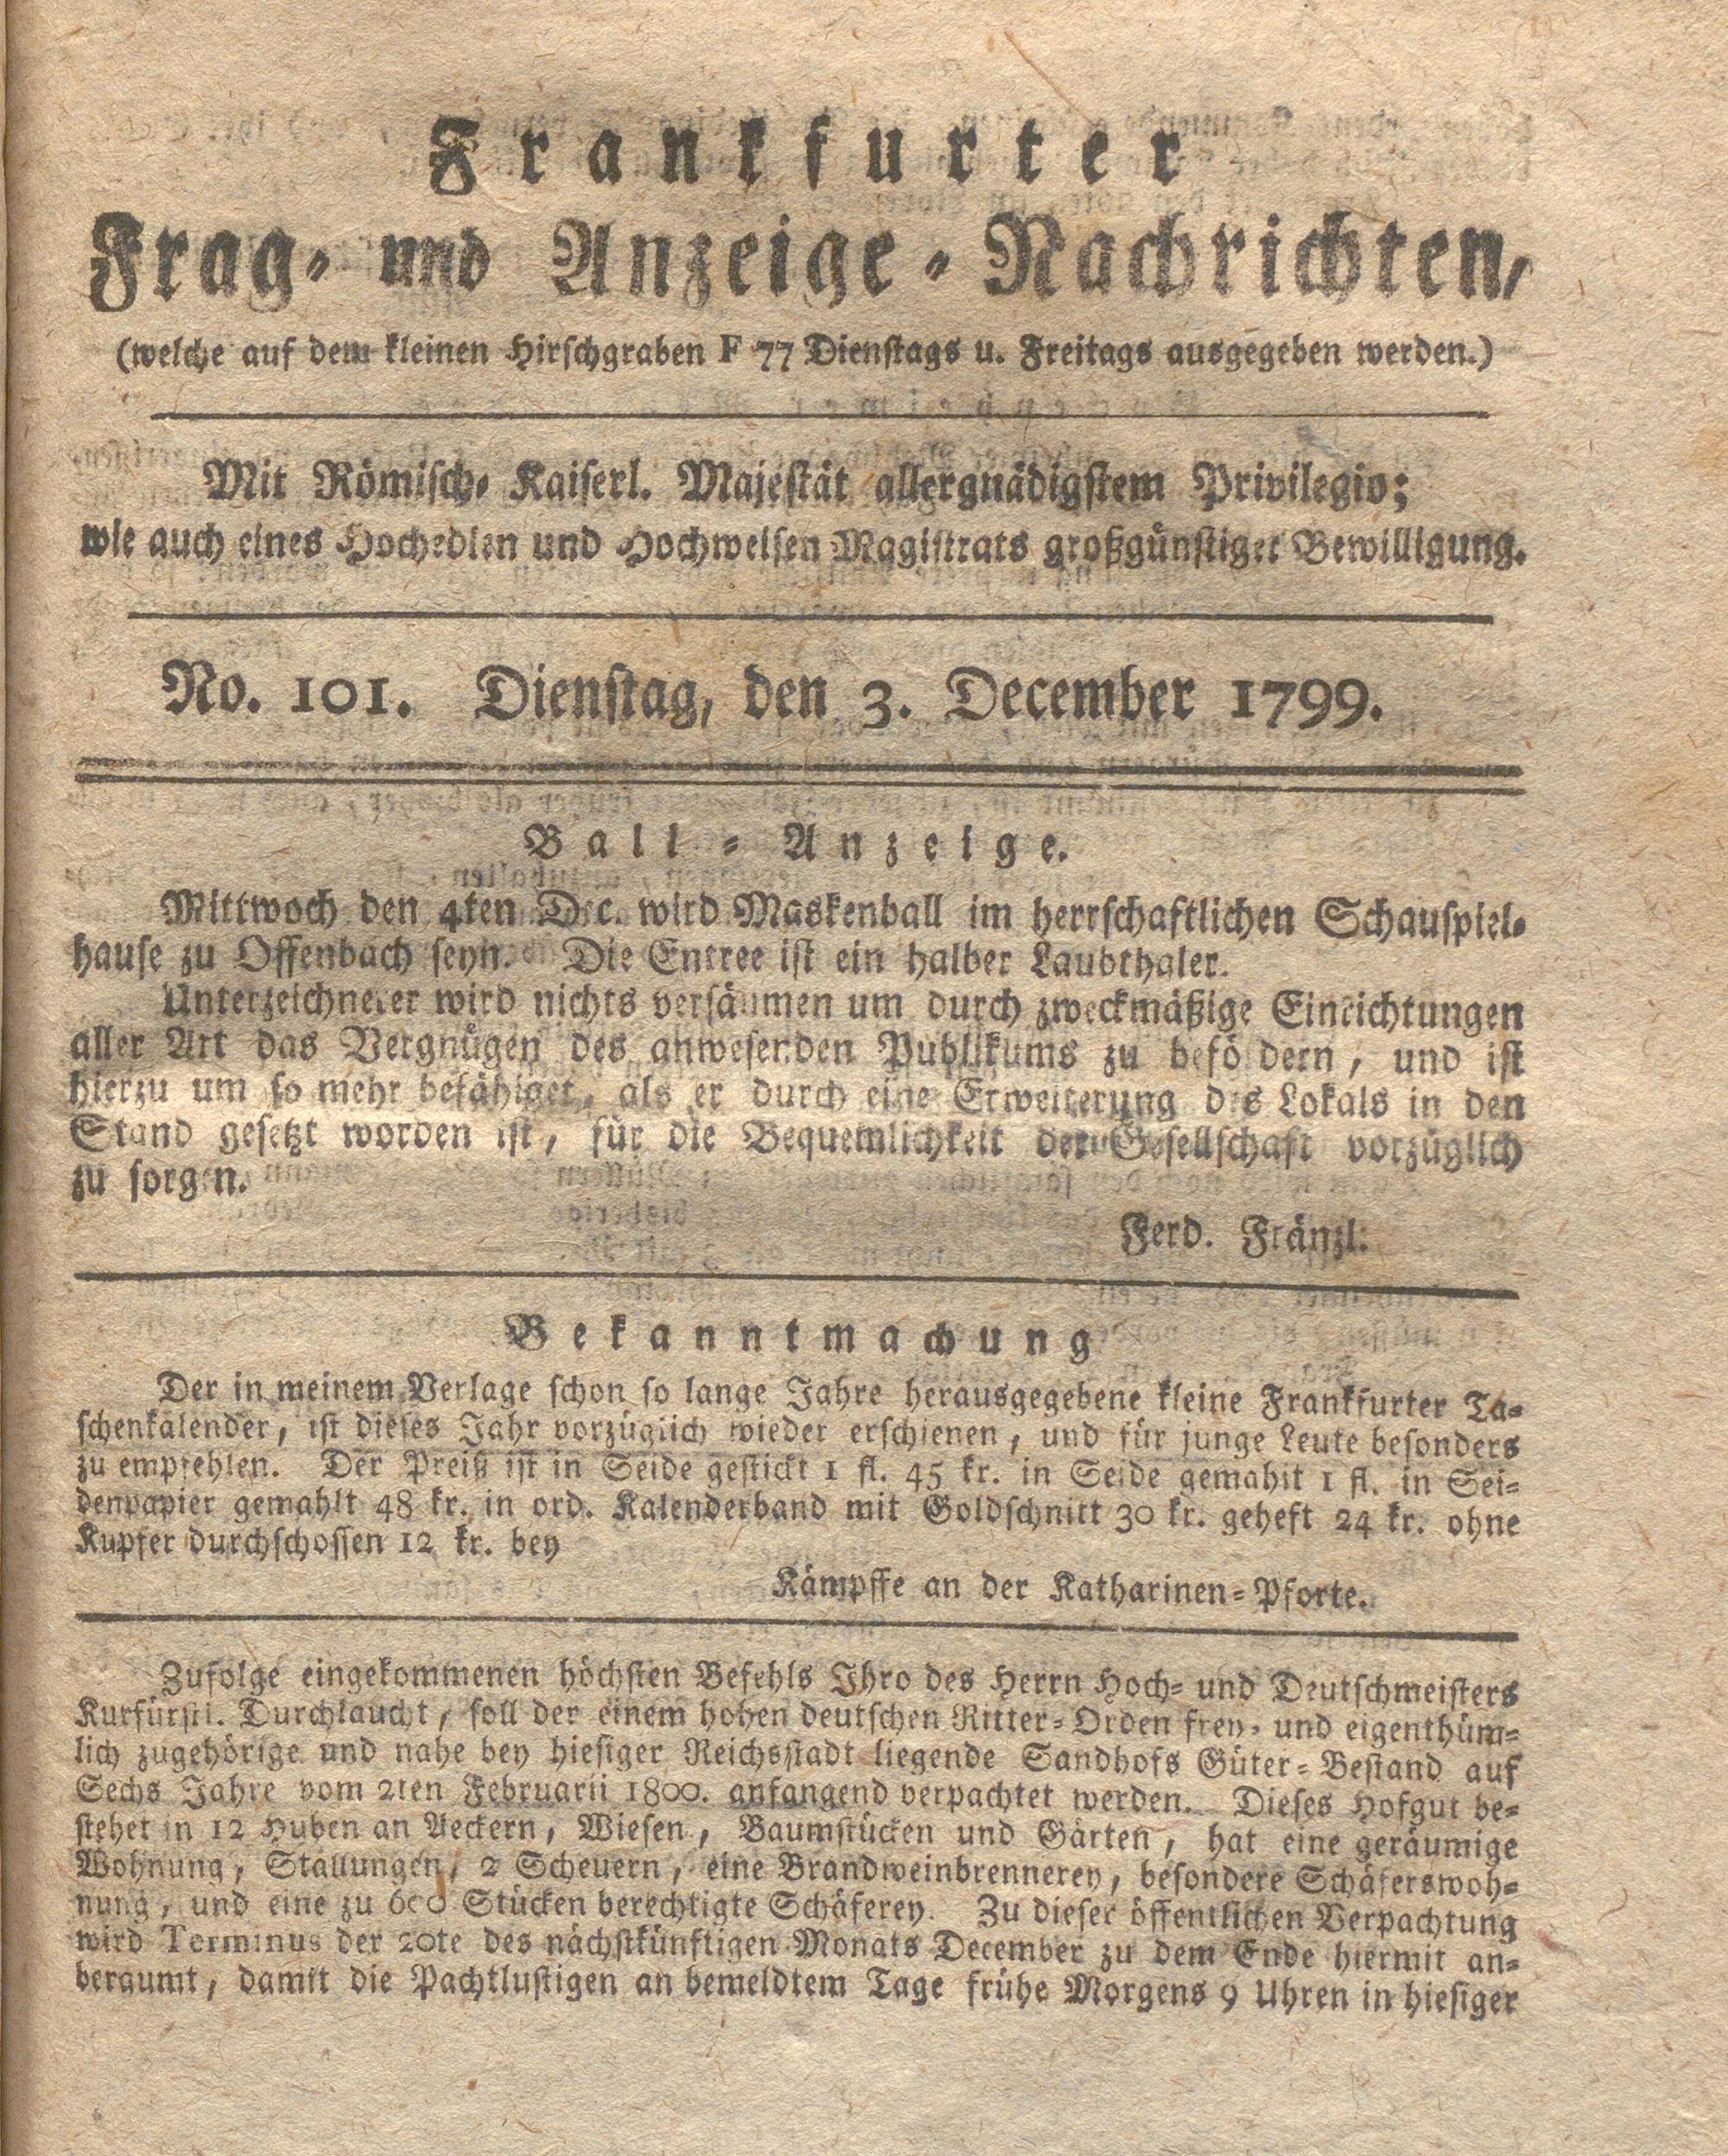 Frankfurter
Frag- und Anzeige-Nachrichten,
(welche auf dem kleinen Hirschgraben F 77 Dienstags u. Freitags ausgegeben werden.)
Mit Römisch- Kaiserl. Majestät allergnädigstem Privilegio;
wie auch eines Hochedlen und Hochweisen Magistrats großgünstiger Bewilligung.
No. 101. Dienstag, den 3. December 1799.
Ball-Anzeige.
Mittwoch den 4ten Dec. wird Maskenball im herrschaftlichen Schauspiel-
hause zu Offenbach seyn. Die Entree ist ein halber Laubthaler.
Unterzeichneter wird nichts versäumen um durch zweckmäßige Einrichtungen
aller Art das Vergnügen des anwesenden Publikums zu befördern, und ist
hierzu um so mehr befähiget, als er durch eine Erweiterung des Lokals in den
Stand gesetzt worden ist, für die Bequemlichkeit der Gesellschaft vorzüglich
zu sorgen.
Ferd. Fränzl.
Bekanntmachung
Der in meinem Verlage schon so lange Jahre herausgegebene kleine Frankfurter Ta-
schenkalender, ist dieses Jahr vorzüglich wieder erschienen, und für junge Leute besonders
zu empfehlen. Der Preiß ist in Seide gestickt 1 fl. 45 kr. in Seide gemahlt 1 fl. in Sei-
denpapier gemahlt 48 kr. in ord. Kalenderband mit Goldschnitt 30 kr. geheft 24 kr. ohne
Kupfer durchschossen 12 kr. bey
Kämpffe an der Katharinen-Pforte.
Zufolge eingekommenen höchsten Befehls Ihro des Herrn Hoch- und Deutschmeisters
Kurfürstl. Durchlaucht, soll der einem hohen deutschen Ritter-Orden frey- und eigenthüm-
lich zugehörige und nahe bey hiesiger Reichsstadt liegende Sandhofs Güter-Bestand auf
Sechs Jahre vom 2ten Februarii 1800. anfangend verpachtet werden. Dieses Hofgut be-
stehet in 12 Huben an Aeckern, Wiesen, Baumstücken und Gärten, hat eine geräumige
Wohnung, Stallungen, 2 Scheuern, eine Brandweinbrennerey, besondere Schäferswoh-
nung, und eine zu 600 Stücken berechtigte Schäferey. Zu dieser öffentlichen Verpachtung
wird Terminus der 20te des nächstkünftigen Monats December zu dem Ende hiermit an-
beraumt, damit die Pachtlustigen an bemeldtem Tage frühe Morgens 9 Uhren in hiesiger